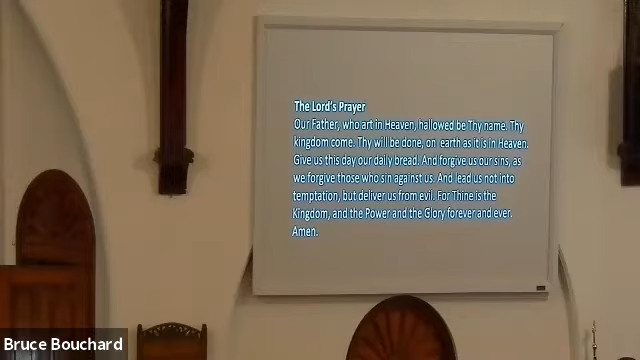 The Lord's Prayer
Our Father, who art in Heaven, hallowed be Thy name. Thy
kingdom come. Thy will be done, on earth as it is in Heaven.
Give us this day our daily bread. And forgive us our sins, as
we forgive those who sin against us. And lead us not into
temptation, but deliver us from evil. For Thine is the
Kingdom, and the Power and the Glory forever and ever.
Amen.
Bruce Bouchard